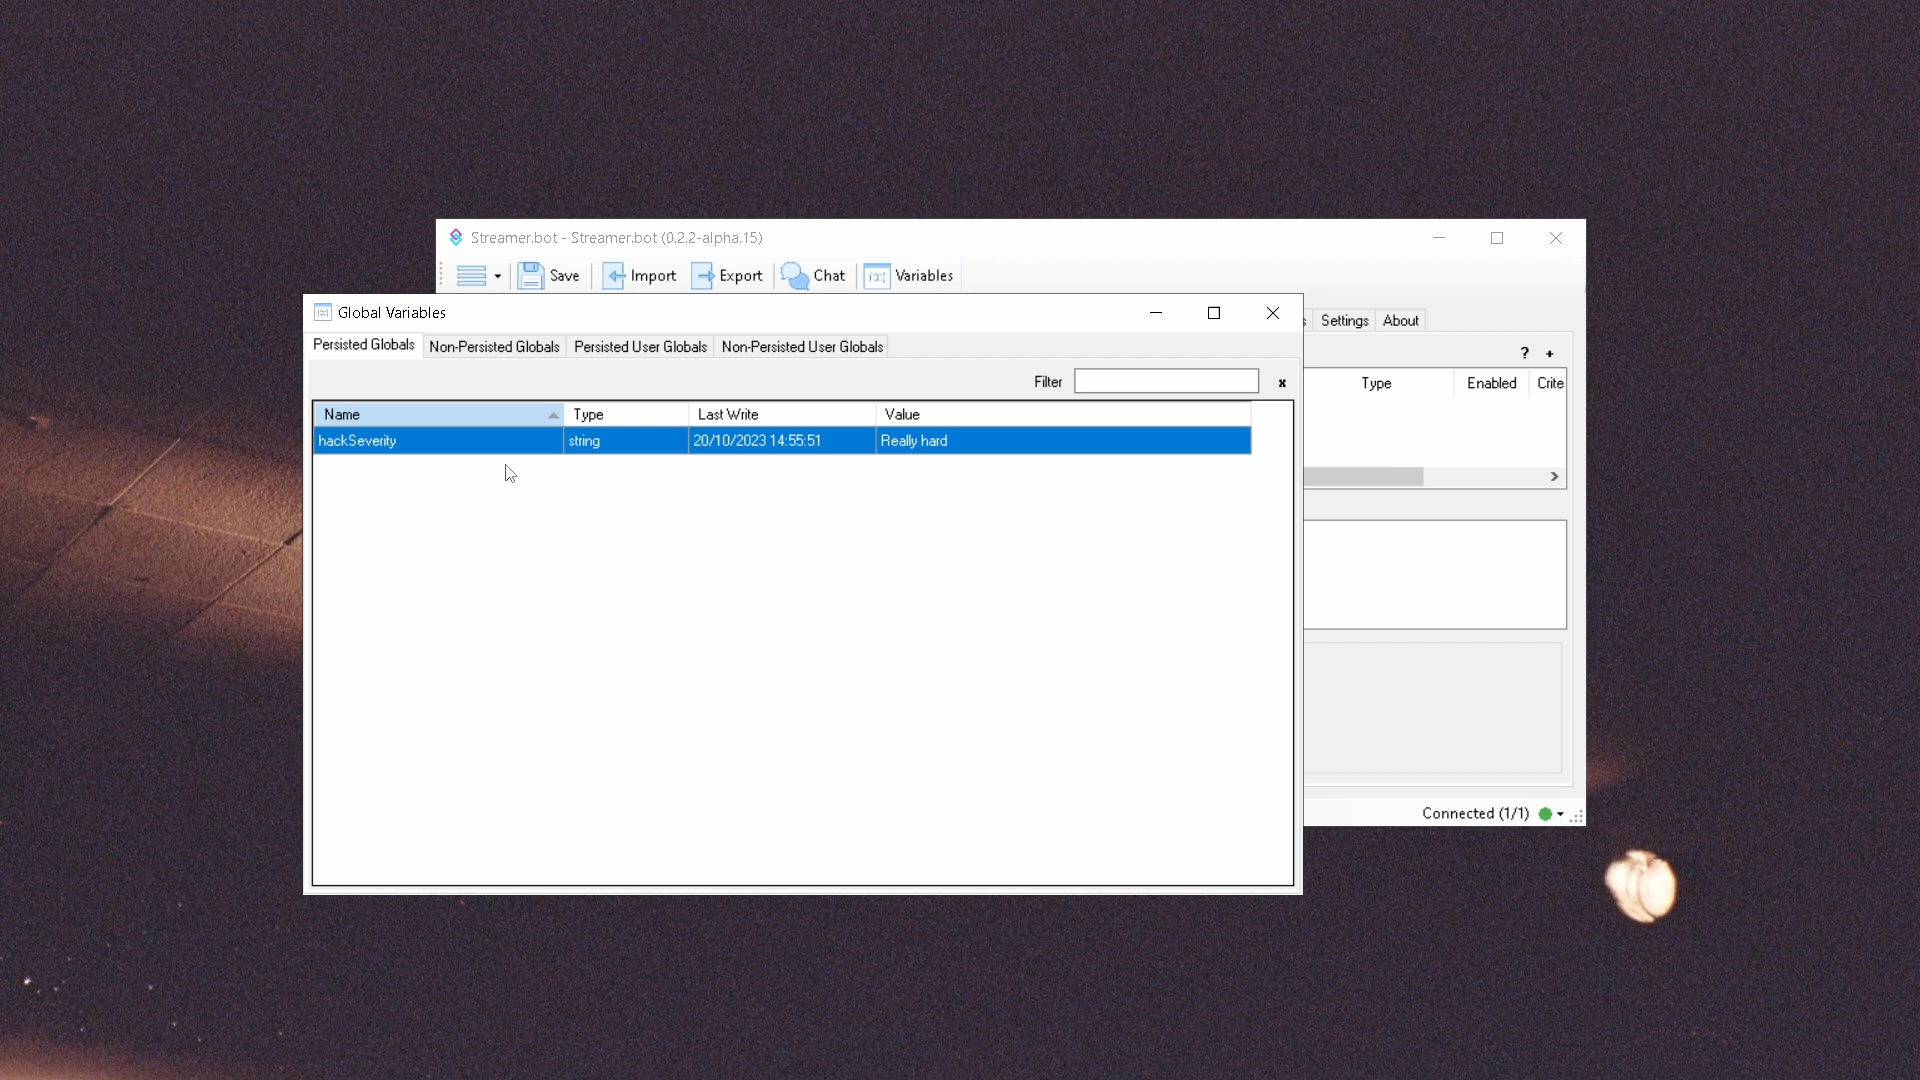 Streamer.bot - Streamer.bot (0.2.2-alpha.15)
Save Import Export Chat Variables
Global Variables
s Settings About
Persisted Globals Non-Persisted Globals Persisted User Globals Non-Persisted User Globals
? +
Filter x
Type Enabled Crite
Name Type Last Write Value
hackSeverity string 20/10/2023 14:55:51 Really hard
Connected (1/1)